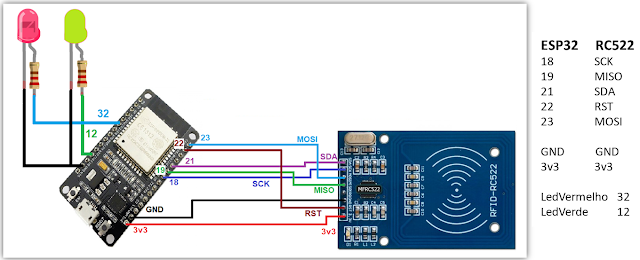 32
12
22
23
MOSI
21
SDA
19
18
SCK
MISO
GND
RST
3v3
3v3
MFRC522
RFID-RC522
ESP32 RC522
18 SCK
19 MISO
21 SDA
22 RST
23 MOSI
GND GND
3v3 3v3
LedVermelho 32
LedVerde 12